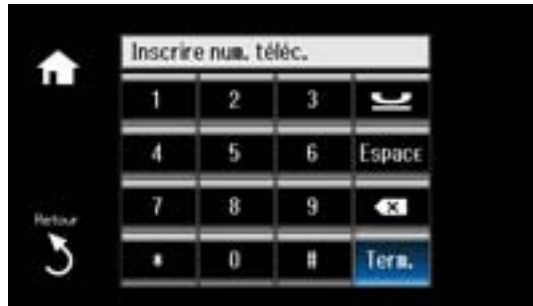 Inscrire num. téléc.
1 2 3
4 5 6 Espace
7 8 9
Retour
* 0 # Term.